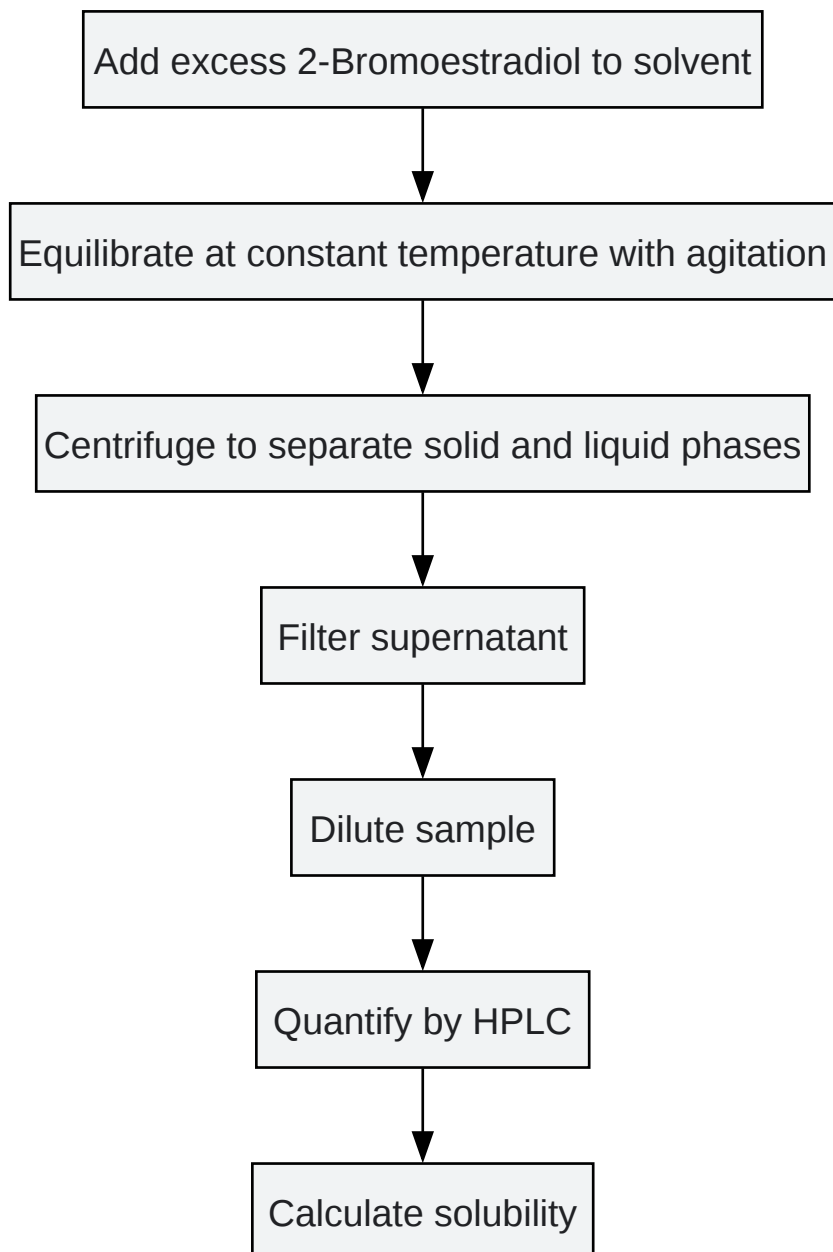 Add excess 2-Bromoestradiol to solvent
Equilibrate at constant temperature with agitation
Centrifuge to separate solid and liquid phases
Filter supernatant
Dilute sample
Quantify by HPLC
Calculate solubility